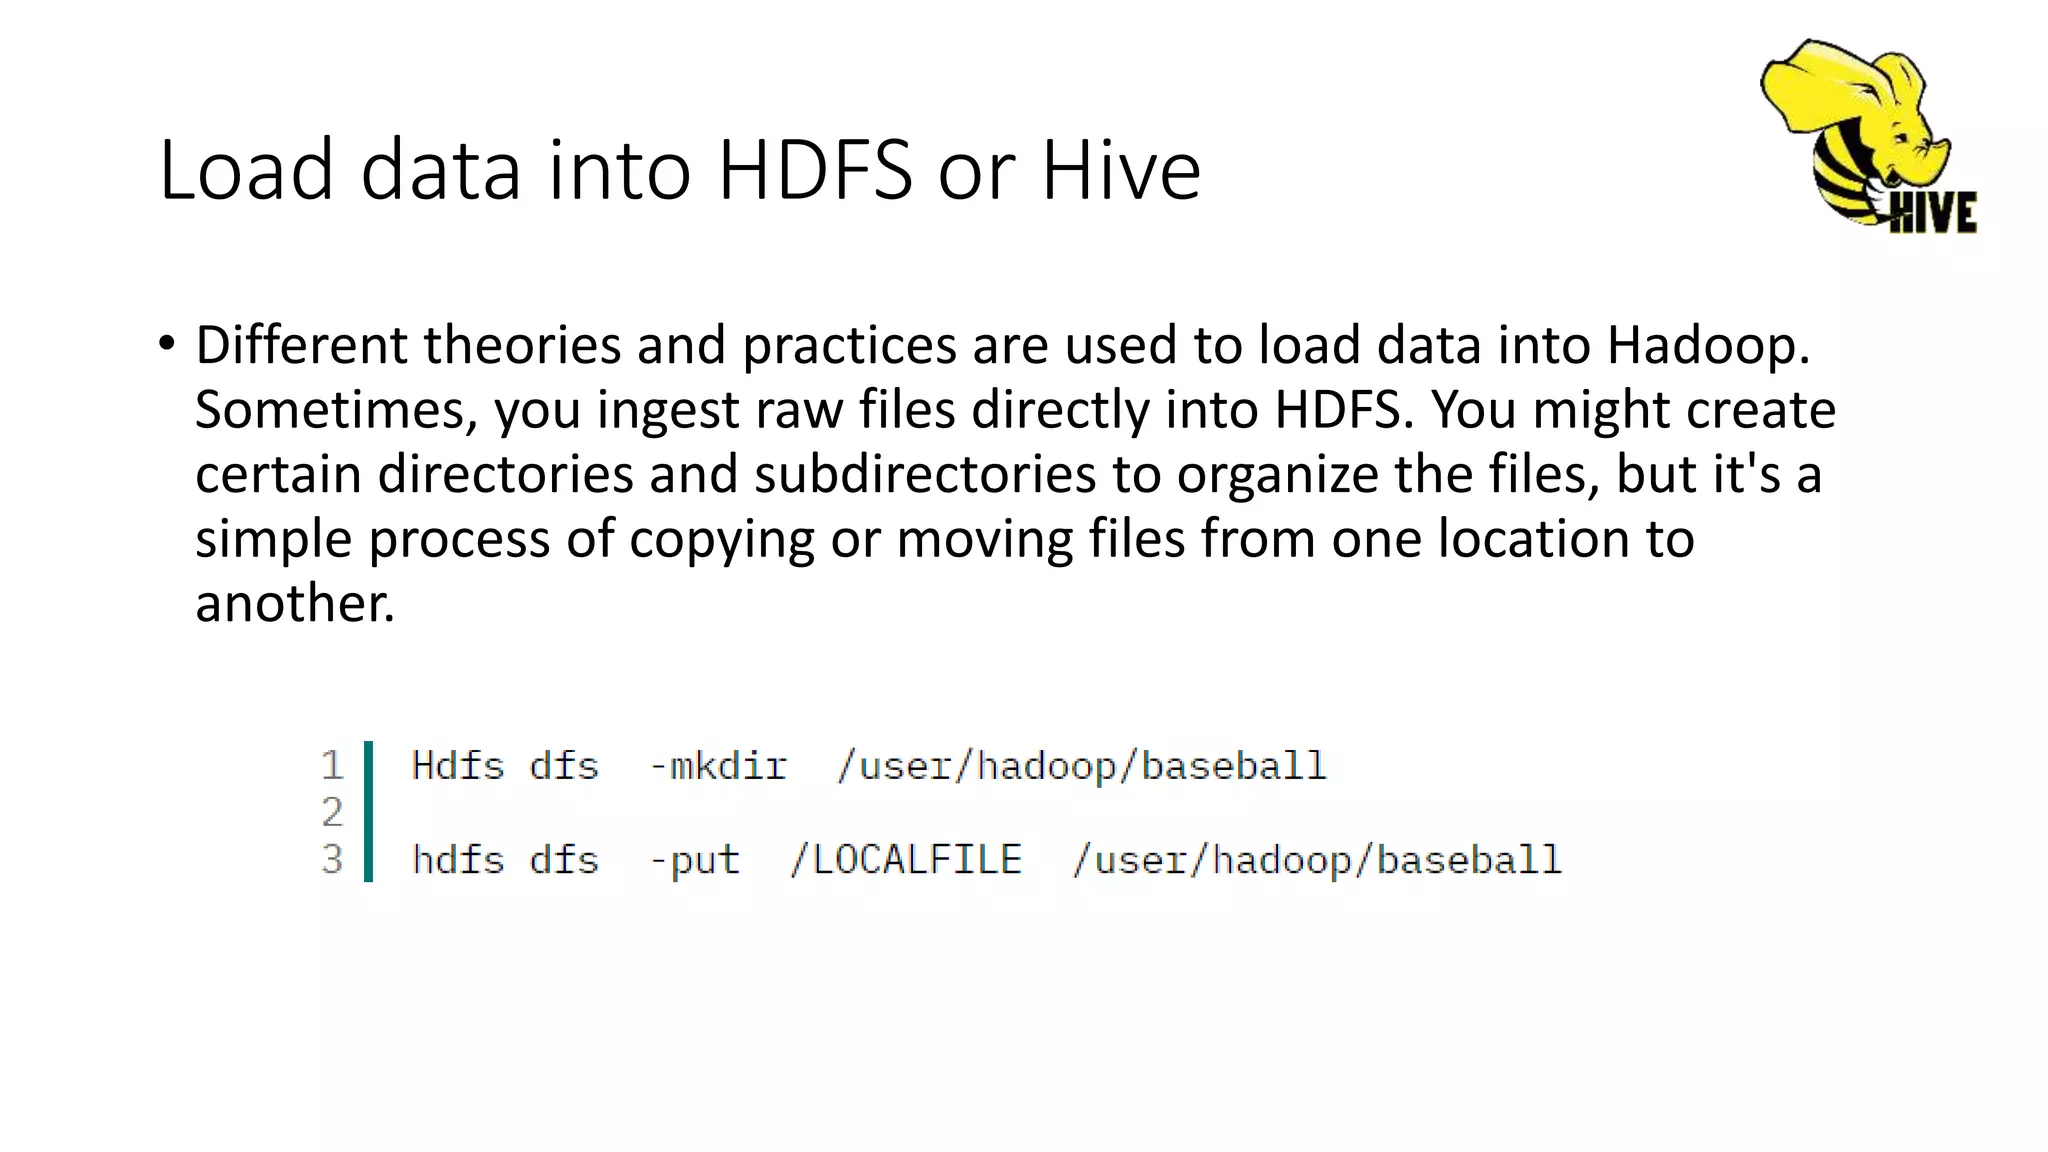 Load data into HDFS or Hive
HIVE
• Different theories and practices are used to load data into Hadoop.
Sometimes, you ingest raw files directly into HDFS. You might create
certain directories and subdirectories to organize the files, but it's a
simple process of copying or moving files from one location to
another.
1 Hdfs dfs -mkdir /user/hadoop/baseball
2
3 hdfs dfs -put /LOCALFILE /user/hadoop/baseball